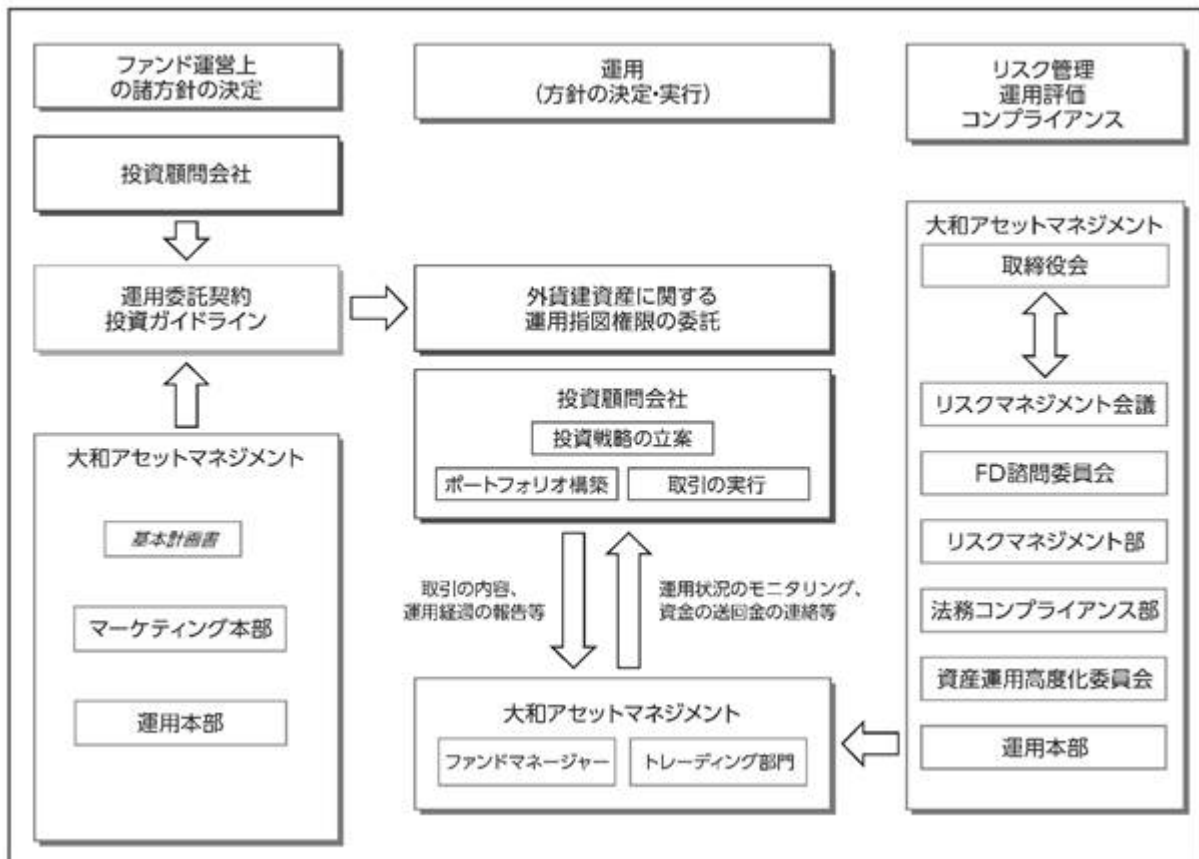 ファンド運営上
の諸方針の決定
投資顧問会社
運用委託契約
投資ガイドライン
大和アセットマネジメント
基本計画書
マーケティング本部
運用本部
運用
(方針の決定・実行)
外貨建資産に関する
運用指図権限の委託
投資顧問会社
投資戦略の立案
ポートフォリオ構築
取引の実行
取引の内容、
運用経過の報告等
運用状況のモニタリング、
資金の送回金の連絡等
大和アセットマネジメント
ファンドマネージャー
トレーディング部門
リスク管理
運用評価
コンプライアンス
大和アセットマネジメント
取締役会
リスクマネジメント会議
FD諮問委員会
リスクマネジメント部
法務コンプライアンス部
資産運用高度化委員会
運用本部